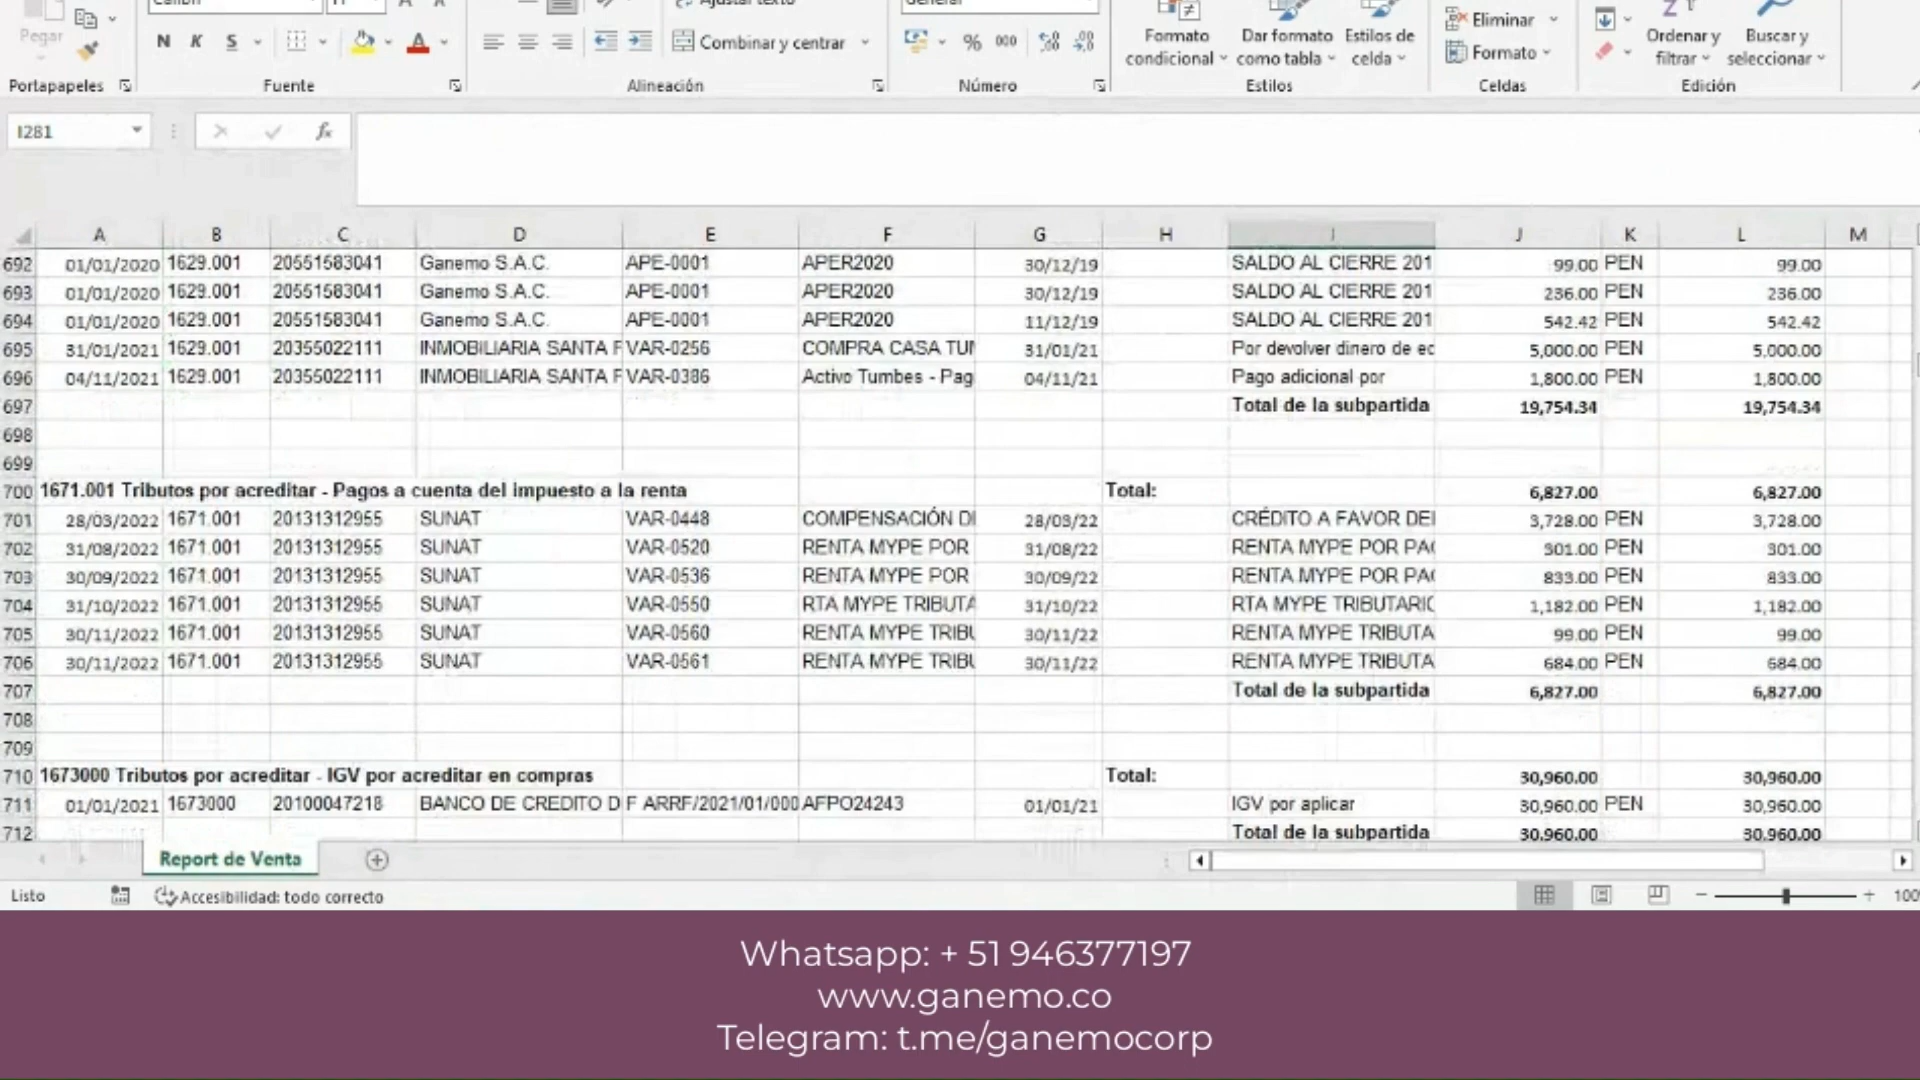 Pegar
N K S
Combinar y centrar
% 000
Formato condicional
Dar formato como tabla
Estilos de celda
Eliminar
Formato
Ordenar y filtrar
Buscar y seleccionar
Portapapeles Fuente Alineación Número Estilos Celdas Edición
I281 fx
A B C D E F G H I J K L M
692 01/01/2020 1629.001 20551583041 Ganemo S.A.C. APE-0001 APER2020 30/12/19 SALDO AL CIERRE 201 99.00 PEN 99.00
693 01/01/2020 1629.001 20551583041 Ganemo S.A.C. APE-0001 APER2020 30/12/19 SALDO AL CIERRE 201 236.00 PEN 236.00
694 01/01/2020 1629.001 20551583041 Ganemo S.A.C. APE-0001 APER2020 11/12/19 SALDO AL CIERRE 201 542.42 PEN 542.42
695 31/01/2021 1629.001 20355022111 INMOBILIARIA SANTA F VAR-0256 COMPRA CASA TUM 31/01/21 Por devolver dinero de ec 5,000.00 PEN 5,000.00
696 04/11/2021 1629.001 20355022111 INMOBILIARIA SANTA F VAR-0386 Activo Tumbes - Pag 04/11/21 Pago adicional por 1,800.00 PEN 1,800.00
697 Total de la subpartida 19,754.34 19,754.34
698
699
700 1671.001 Tributos por acreditar - Pagos a cuenta del impuesto a la renta Total: 6,827.00 6,827.00
701 28/03/2022 1671.001 20131312955 SUNAT VAR-0448 COMPENSACIÓN DE 28/03/22 CRÉDITO A FAVOR DEL 3,728.00 PEN 3,728.00
702 31/08/2022 1671.001 20131312955 SUNAT VAR-0520 RENTA MYPE POR 31/08/22 RENTA MYPE POR PAG 301.00 PEN 301.00
703 30/09/2022 1671.001 20131312955 SUNAT VAR-0536 RENTA MYPE POR 30/09/22 RENTA MYPE POR PAG 833.00 PEN 833.00
704 31/10/2022 1671.001 20131312955 SUNAT VAR-0550 RTA MYPE TRIBUTA 31/10/22 RTA MYPE TRIBUTARIO 1,182.00 PEN 1,182.00
705 30/11/2022 1671.001 20131312955 SUNAT VAR-0560 RENTA MYPE TRIBU 30/11/22 RENTA MYPE TRIBUTA 99.00 PEN 99.00
706 30/11/2022 1671.001 20131312955 SUNAT VAR-0561 RENTA MYPE TRIBU 30/11/22 RENTA MYPE TRIBUTA 684.00 PEN 684.00
707 Total de la subpartida 6,827.00 6,827.00
708
709
710 1673000 Tributos por acreditar - IGV por acreditar en compras Total: 30,960.00 30,960.00
711 01/01/2021 1673000 20100047218 BANCO DE CREDITO D F ARRF/2021/01/000 AFPO24243 01/01/21 IGV por aplicar 30,960.00 PEN 30,960.00
712 Total de la subpartida 30,960.00 30,960.00
Report de Venta
Listo Accesibilidad: todo correcto
Whatsapp: + 51 946377197
www.ganemo.co
Telegram: t.me/ganemocorp